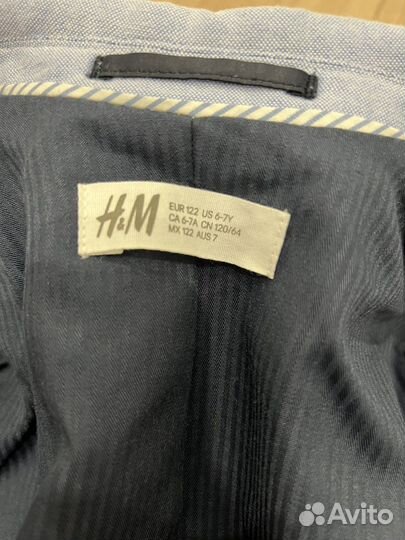 H&M
EUR 122 US 6-7Y
CA 6-7A CN 120/64
MX 122 AUS 7
Avito